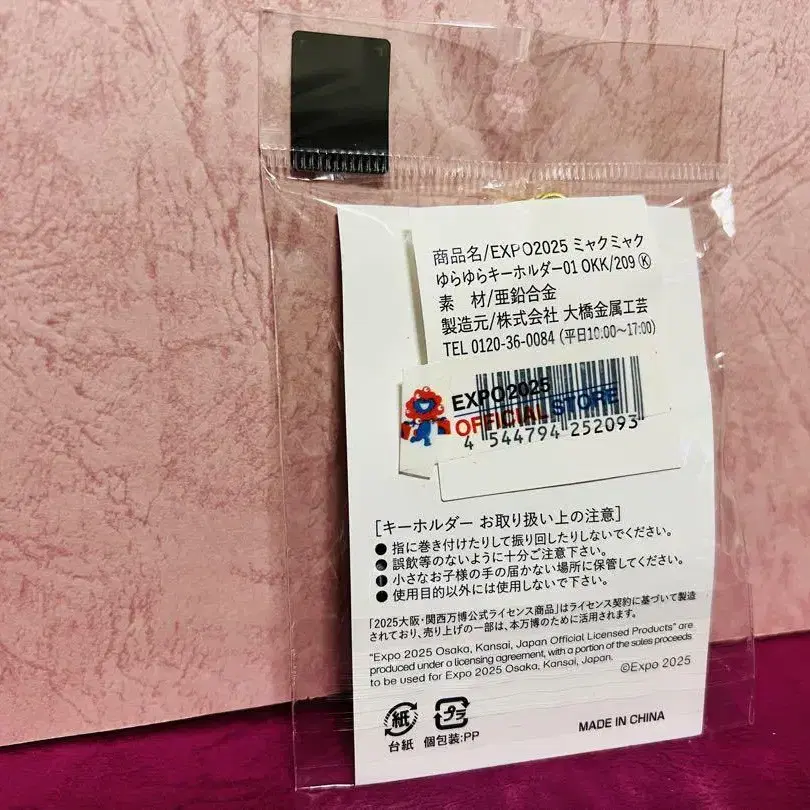 商品名/EXPO2025 ミャクミャク
ゆらゆらキーホルダー01 OKK/209 Ⓚ
素　材/亜鉛合金
製造元/株式会社 大橋金属工芸
TEL 0120-36-0084 (平日10:00〜17:00)
EXPO2025
OFFICIAL STORE
4 544794 252093
[キーホルダー お取り扱い上の注意]
● 指に巻き付けたりして振り回したりしないでください。
● 誤飲等のないように十分ご注意下さい。
● 小さなお子様の手の届かない場所に保管してください。
● 使用目的以外には使用しないで下さい。
「2025大阪・関西万博公式ライセンス商品」はライセンス契約に基づいて製造
されており、売り上げの一部は、本万博のために活用されます。
"Expo 2025 Osaka, Kansai, Japan Official Licensed Products" are
produced under a licensing agreement, with a portion of the sales proceeds
to be used for Expo 2025 Osaka, Kansai, Japan.
©Expo 2025
紙 プラ
台紙 個包装:PP
MADE IN CHINA